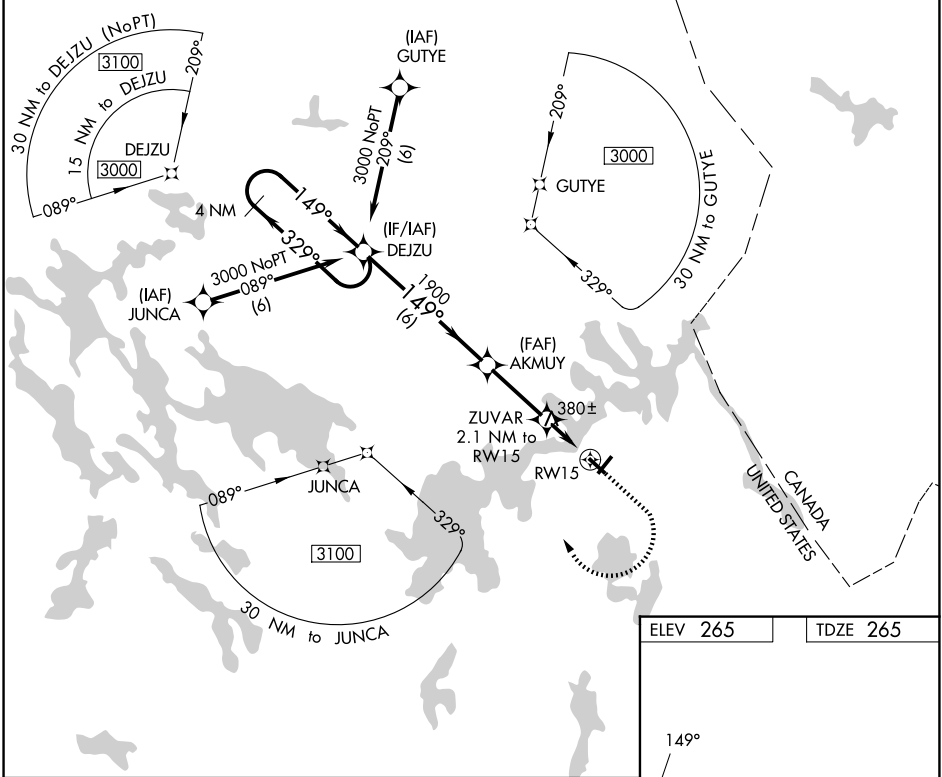 30 NM to DEJZU (NoPT)
3100
209°
15 NM to DEJZU
DEJZU
3000
089°
(IAF)
GUTYE
3000 NoPT
209°
(6)
4 NM
149°
329°
(IF/IAF)
DEJZU
3000 NoPT
089°
(6)
(IAF)
JUNCA
1900
149°
(6)
(FAF)
AKMUY
ZUVAR
2.1 NM to
RW15
380±
RW15
209°
3000
GUTYE
30 NM to GUTYE
329°
089°
JUNCA
329°
3100
30 NM to JUNCA
CANADA
UNITED STATES
ELEV 265
TDZE 265
149°